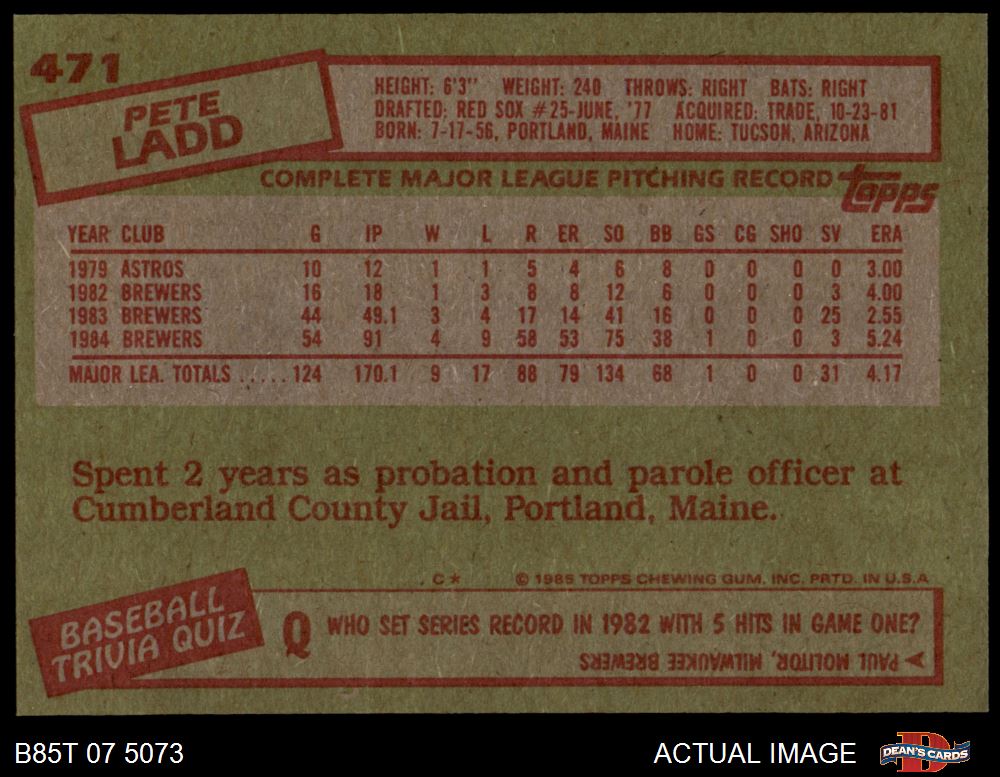 471
PETE
LADD
HEIGHT: 6'3" WEIGHT: 240 THROWS: RIGHT BATS: RIGHT
DRAFTED: RED SOX #25-JUNE, '77 ACQUIRED: TRADE, 10-23-81
BORN: 7-17-56, PORTLAND, MAINE HOME: TUCSON, ARIZONA
COMPLETE MAJOR LEAGUE PITCHING RECORD topps
YEAR CLUB G IP W L R ER SO BB GS CG SHO SV ERA
1979 ASTROS 10 12 1 1 5 4 6 8 0 0 0 0 3.00
1982 BREWERS 16 18 1 3 8 8 12 6 0 0 0 3 4.00
1983 BREWERS 44 49.1 3 4 17 14 41 16 0 0 0 25 2.55
1984 BREWERS 54 91 4 9 58 53 75 38 1 0 0 3 5.24
MAJOR LEA. TOTALS ..... 124 170.1 9 17 88 79 134 68 1 0 0 31 4.17
Spent 2 years as probation and parole officer at
Cumberland County Jail, Portland, Maine.
C* © 1985 TOPPS CHEWING GUM, INC. PRTD. IN U.S.A.
BASEBALL
TRIVIA QUIZ
Q WHO SET SERIES RECORD IN 1982 WITH 5 HITS IN GAME ONE?
A PAUL MOLITOR, MILWAUKEE BREWERS
B85T 07 5073
ACTUAL IMAGE
D
DEAN'S CARDS